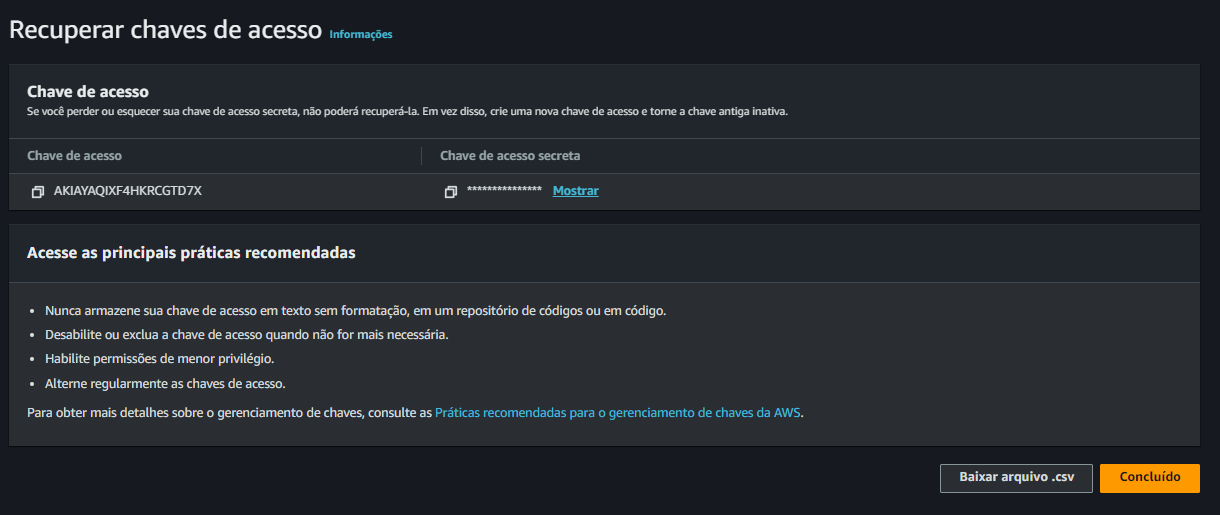 Recuperar chaves de acesso Informações
Chave de acesso
Se você perder ou esquecer sua chave de acesso secreta, não poderá recuperá-la. Em vez disso, crie uma nova chave de acesso e torne a chave antiga inativa.
Chave de acesso Chave de acesso secreta
AKIAYAQIXF4HKRCGTD7X *************** Mostrar
Acesse as principais práticas recomendadas
• Nunca armazene sua chave de acesso em texto sem formatação, em um repositório de códigos ou em código.
• Desabilite ou exclua a chave de acesso quando não for mais necessária.
• Habilite permissões de menor privilégio.
• Alterne regularmente as chaves de acesso.
Para obter mais detalhes sobre o gerenciamento de chaves, consulte as Práticas recomendadas para o gerenciamento de chaves da AWS.
Baixar arquivo .csv Concluído